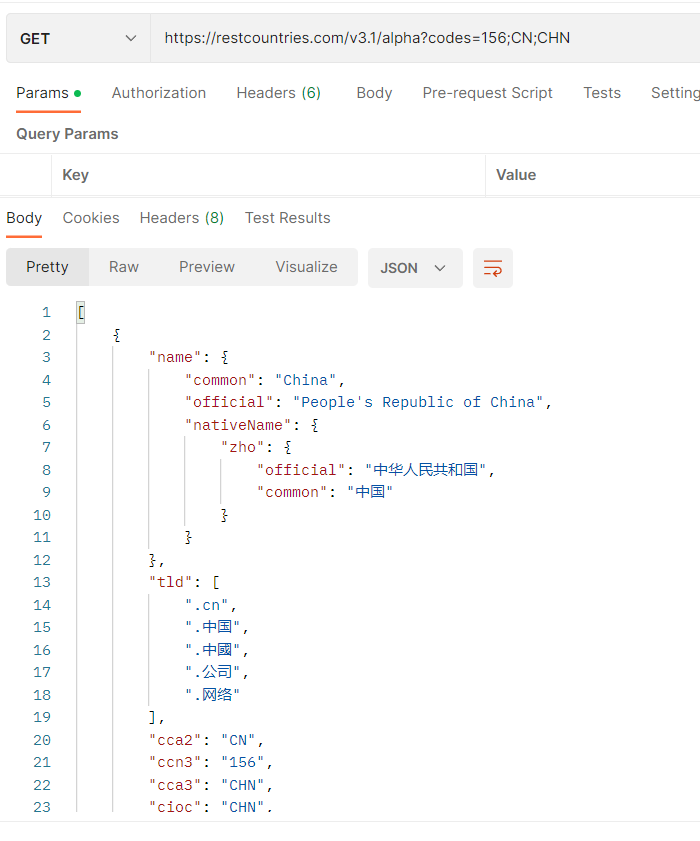 GET https://restcountries.com/v3.1/alpha?codes=156;CN;CHN
Params Authorization Headers (6) Body Pre-request Script Tests Setting
Query Params
Key Value
Body Cookies Headers (8) Test Results
Pretty Raw Preview Visualize JSON
1 [
2 {
3 "name": {
4 "common": "China",
5 "official": "People's Republic of China",
6 "nativeName": {
7 "zho": {
8 "official": "中华人民共和国",
9 "common": "中国"
10 }
11 }
12 },
13 "tld": [
14 ".cn",
15 ".中国",
16 ".中國",
17 ".公司",
18 ".网络"
19 ],
20 "cca2": "CN",
21 "ccn3": "156",
22 "cca3": "CHN",
23 "cioc": "CHN",